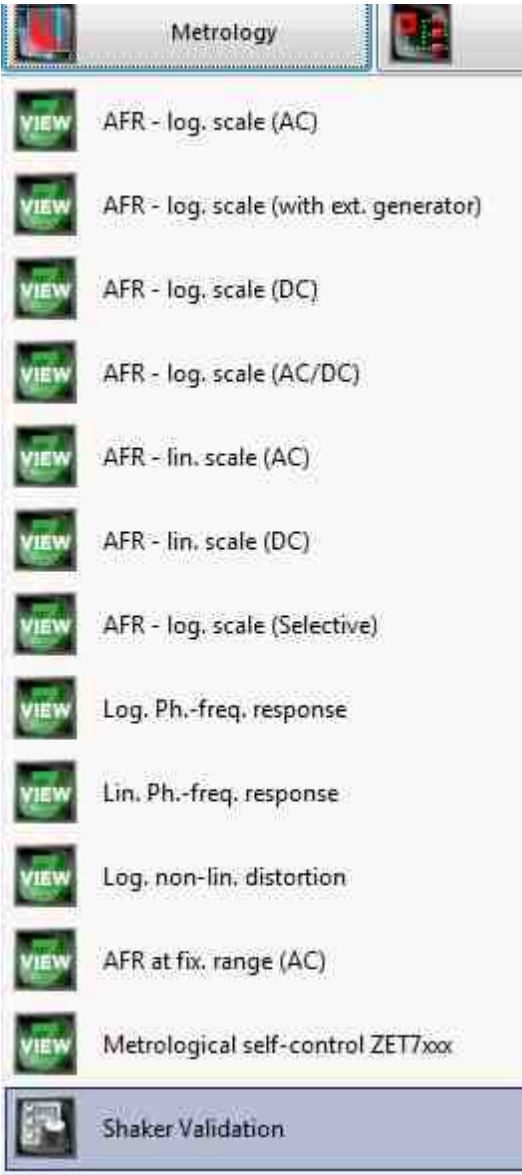 Metrology
VIEW AFR - log. scale (AC)
VIEW AFR - log. scale (with ext. generator)
VIEW AFR - log. scale (DC)
VIEW AFR - log. scale (AC/DC)
VIEW AFR - lin. scale (AC)
VIEW AFR - lin. scale (DC)
VIEW AFR - log. scale (Selective)
VIEW Log. Ph.-freq. response
VIEW Lin. Ph.-freq. response
VIEW Log. non-lin. distortion
VIEW AFR at fix. range (AC)
VIEW Metrological self-control ZET7xxx
Shaker Validation